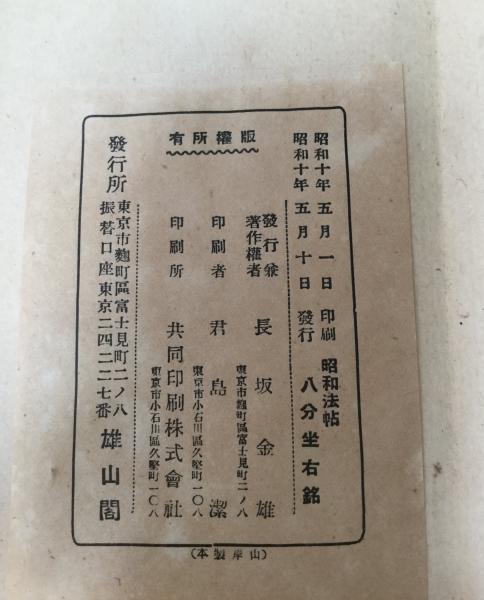 昭和十年五月一日印刷
昭和十年五月十日發行
昭和法帖
八分坐右銘
版權所有
發行兼
著作權者
長坂金雄
東京市麴町區富士見町二ノ八
印刷者
君島潔
東京市小石川區久堅町一〇八
印刷所
共同印刷株式會社
東京市小石川區久堅町一〇八
發行所
東京市麴町區富士見町二ノ八
振替口座東京二四二二七番
雄山閣
（山岸製本）